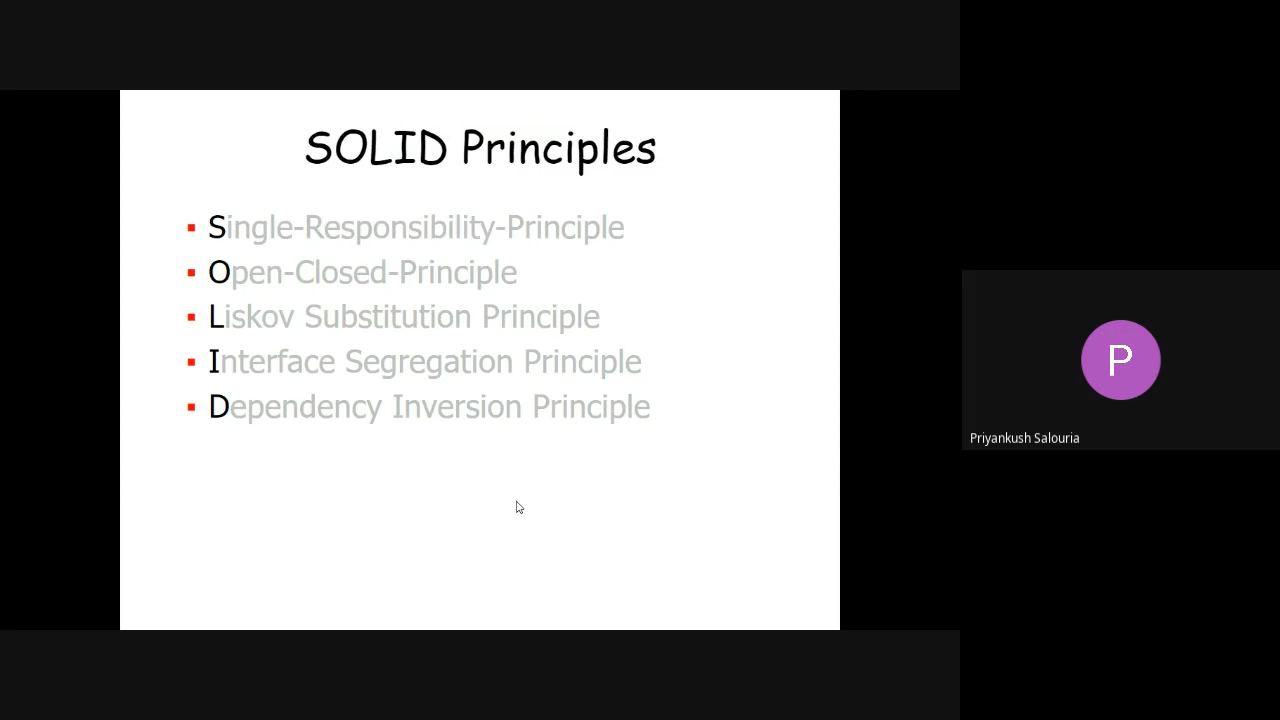 SOLID Principles
Single-Responsibility-Principle
Open-Closed-Principle
Liskov Substitution Principle
Interface Segregation Principle
Dependency Inversion Principle
P
Priyankush Salouria